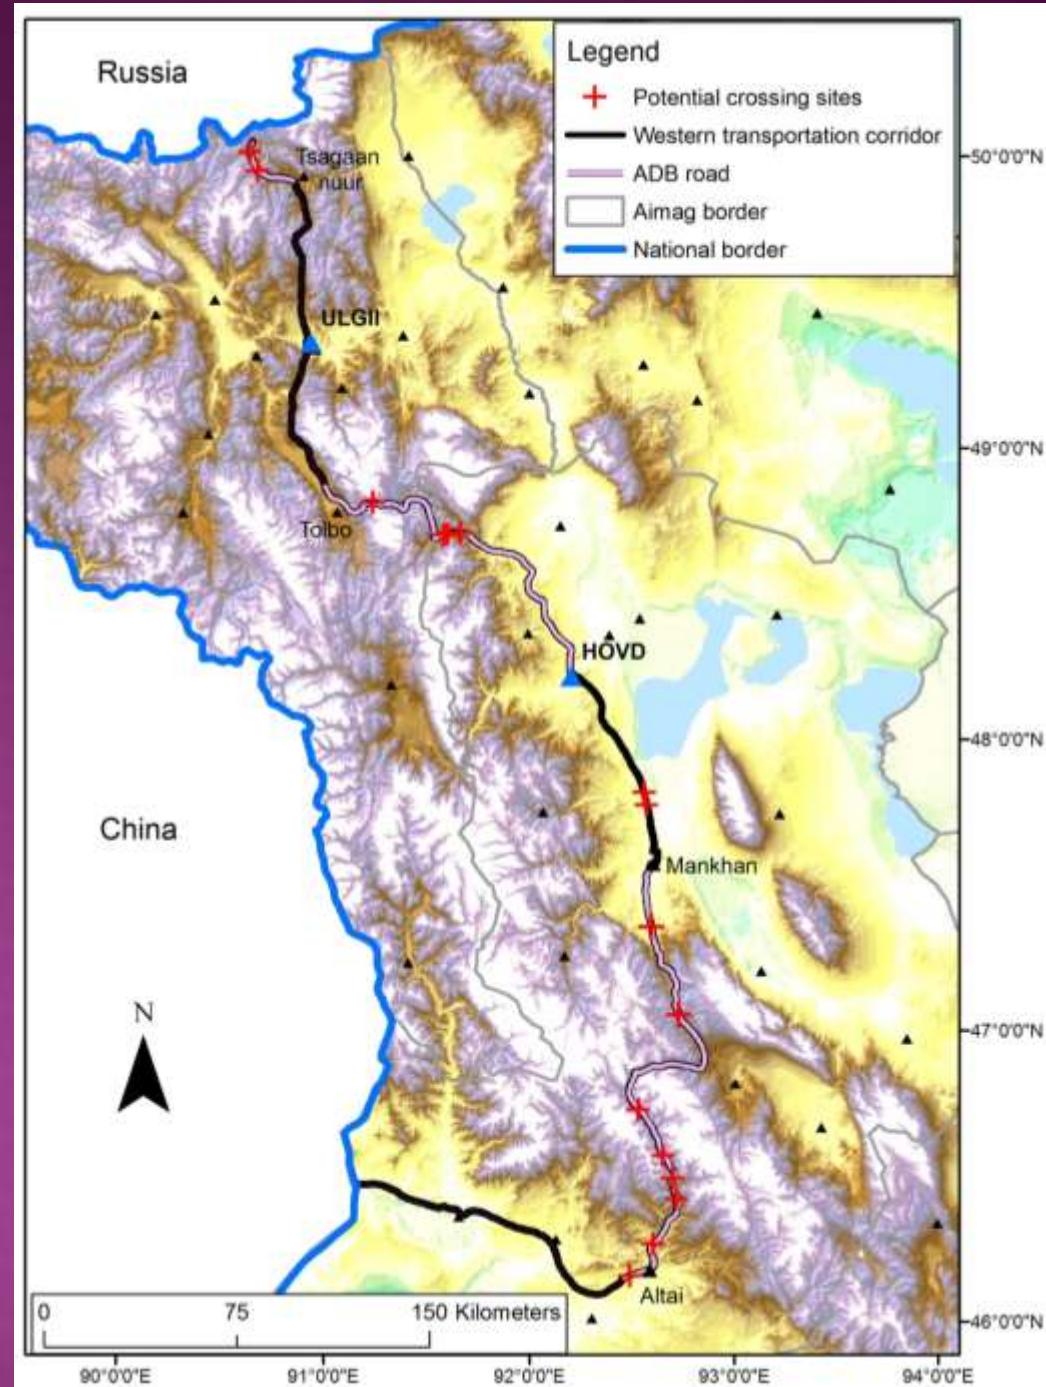 Legend
Potential crossing sites
Western transportation corridor
ADB road
Aimag border
National border
Russia
Tsagaan
nuur
50°0'0"N
ULGII
49°0'0"N
Tolbo
HOVD
48°0'0"N
China
Mankhan
N
47°0'0"N
Altai
0 75 150 Kilometers
46°0'0"N
90°0'0"E 91°0'0"E 92°0'0"E 93°0'0"E 94°0'0"E